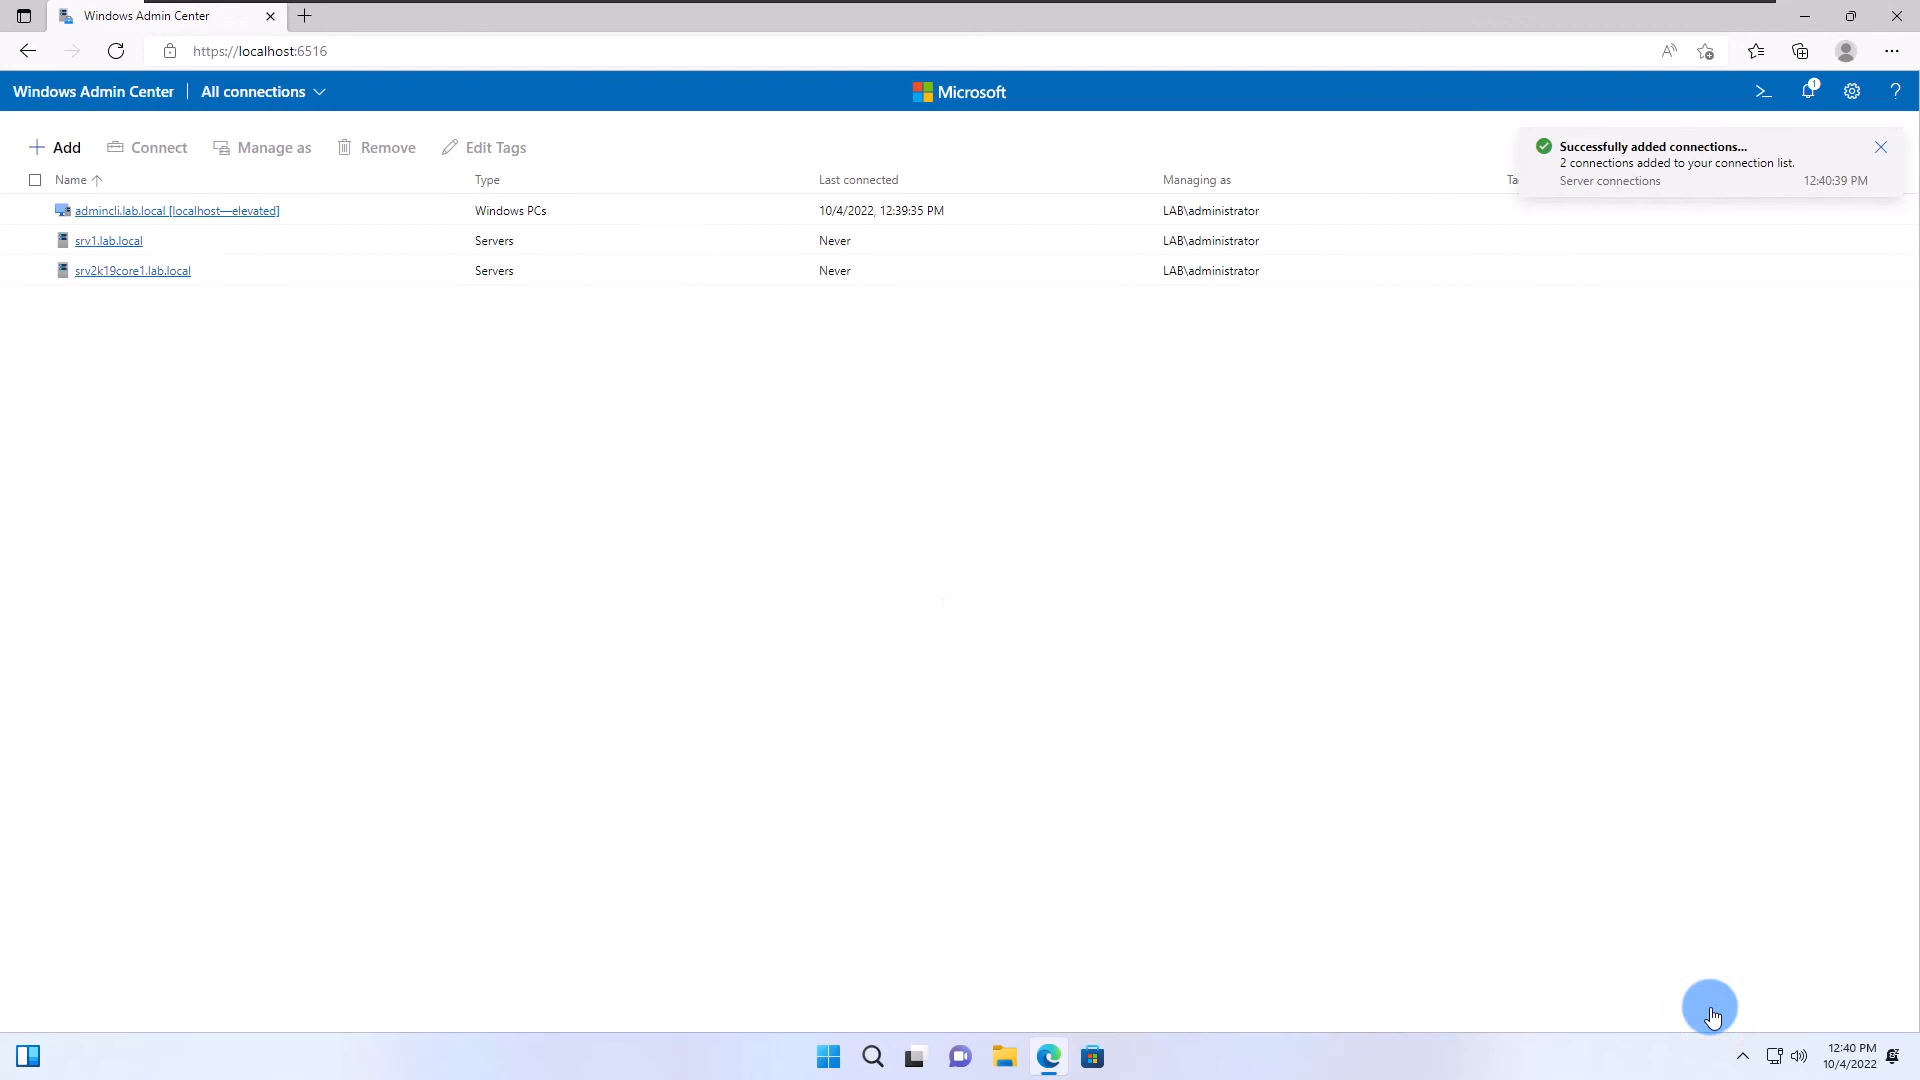 Windows Admin Center
https://localhost:6516
Windows Admin Center | All connections
Microsoft
1
?
Add Connect Manage as Remove Edit Tags
Successfully added connections...
2 connections added to your connection list.
Server connections 12:40:39 PM
Name Type Last connected Managing as Ta
admincli.lab.local [localhost—elevated] Windows PCs 10/4/2022, 12:39:35 PM LAB\administrator
srv1.lab.local Servers Never LAB\administrator
srv2k19core1.lab.local Servers Never LAB\administrator
12:40 PM
10/4/2022